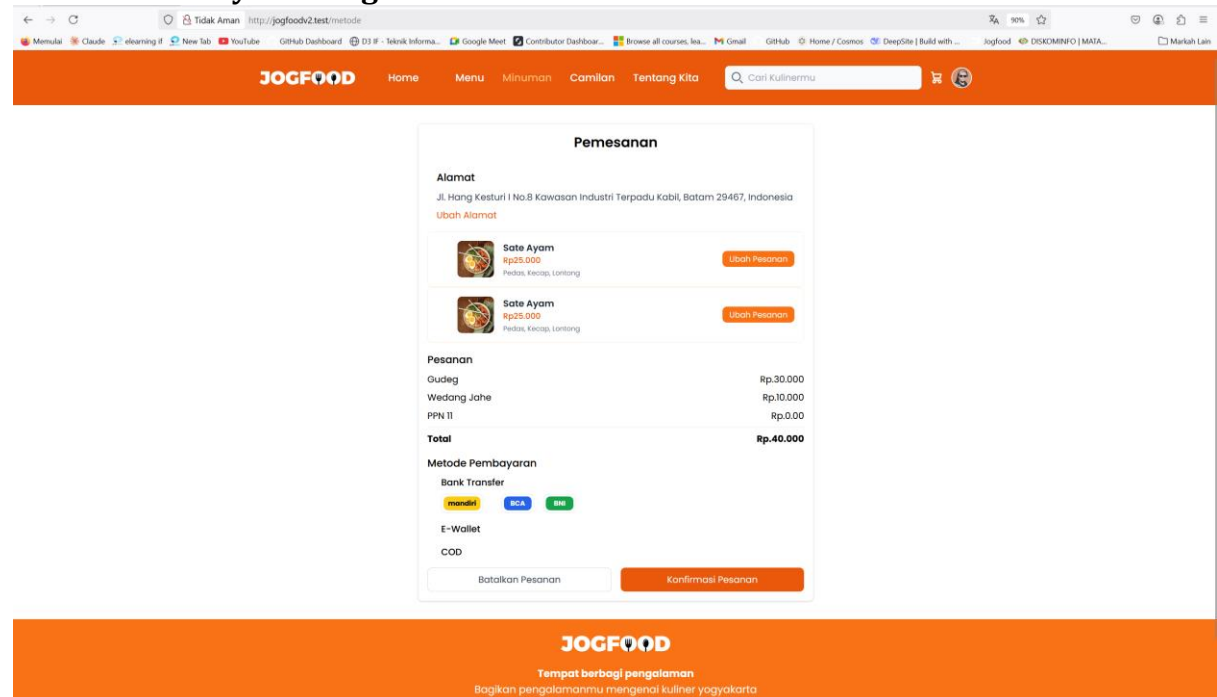 Tidak Aman http://jogfoodv2.test/metode 90%
Memulai Claude elearning if New Tab YouTube GitHub Dashboard D3 IF - Teknik Informa... Google Meet Contributor Dashboar... Browse all courses, lea... Gmail GitHub Home / Cosmos DeepSite | Build with ... Jogfood DISKOMINFO | MATA... Markah Lain
JOGFOOD Home Menu Minuman Camilan Tentang Kita Cari Kulinermu
Pemesanan
Alamat
Jl. Hang Kesturi I No.8 Kawasan Industri Terpadu Kabil, Batam 29467, Indonesia
Ubah Alamat
Sate Ayam
Rp25.000
Pedas, Kecap, Lontong
Ubah Pesanan
Sate Ayam
Rp25.000
Pedas, Kecap, Lontong
Ubah Pesanan
Pesanan
Gudeg Rp.30.000
Wedang Jahe Rp.10.000
PPN 11 Rp.0.00
Total Rp.40.000
Metode Pembayaran
Bank Transfer
mandiri BCA BNI
E-Wallet
COD
Batalkan Pesanan Konfirmasi Pesanan
JOGFOOD
Tempat berbagi pengalaman
Bagikan pengalamanmu mengenai kuliner yogyakarta